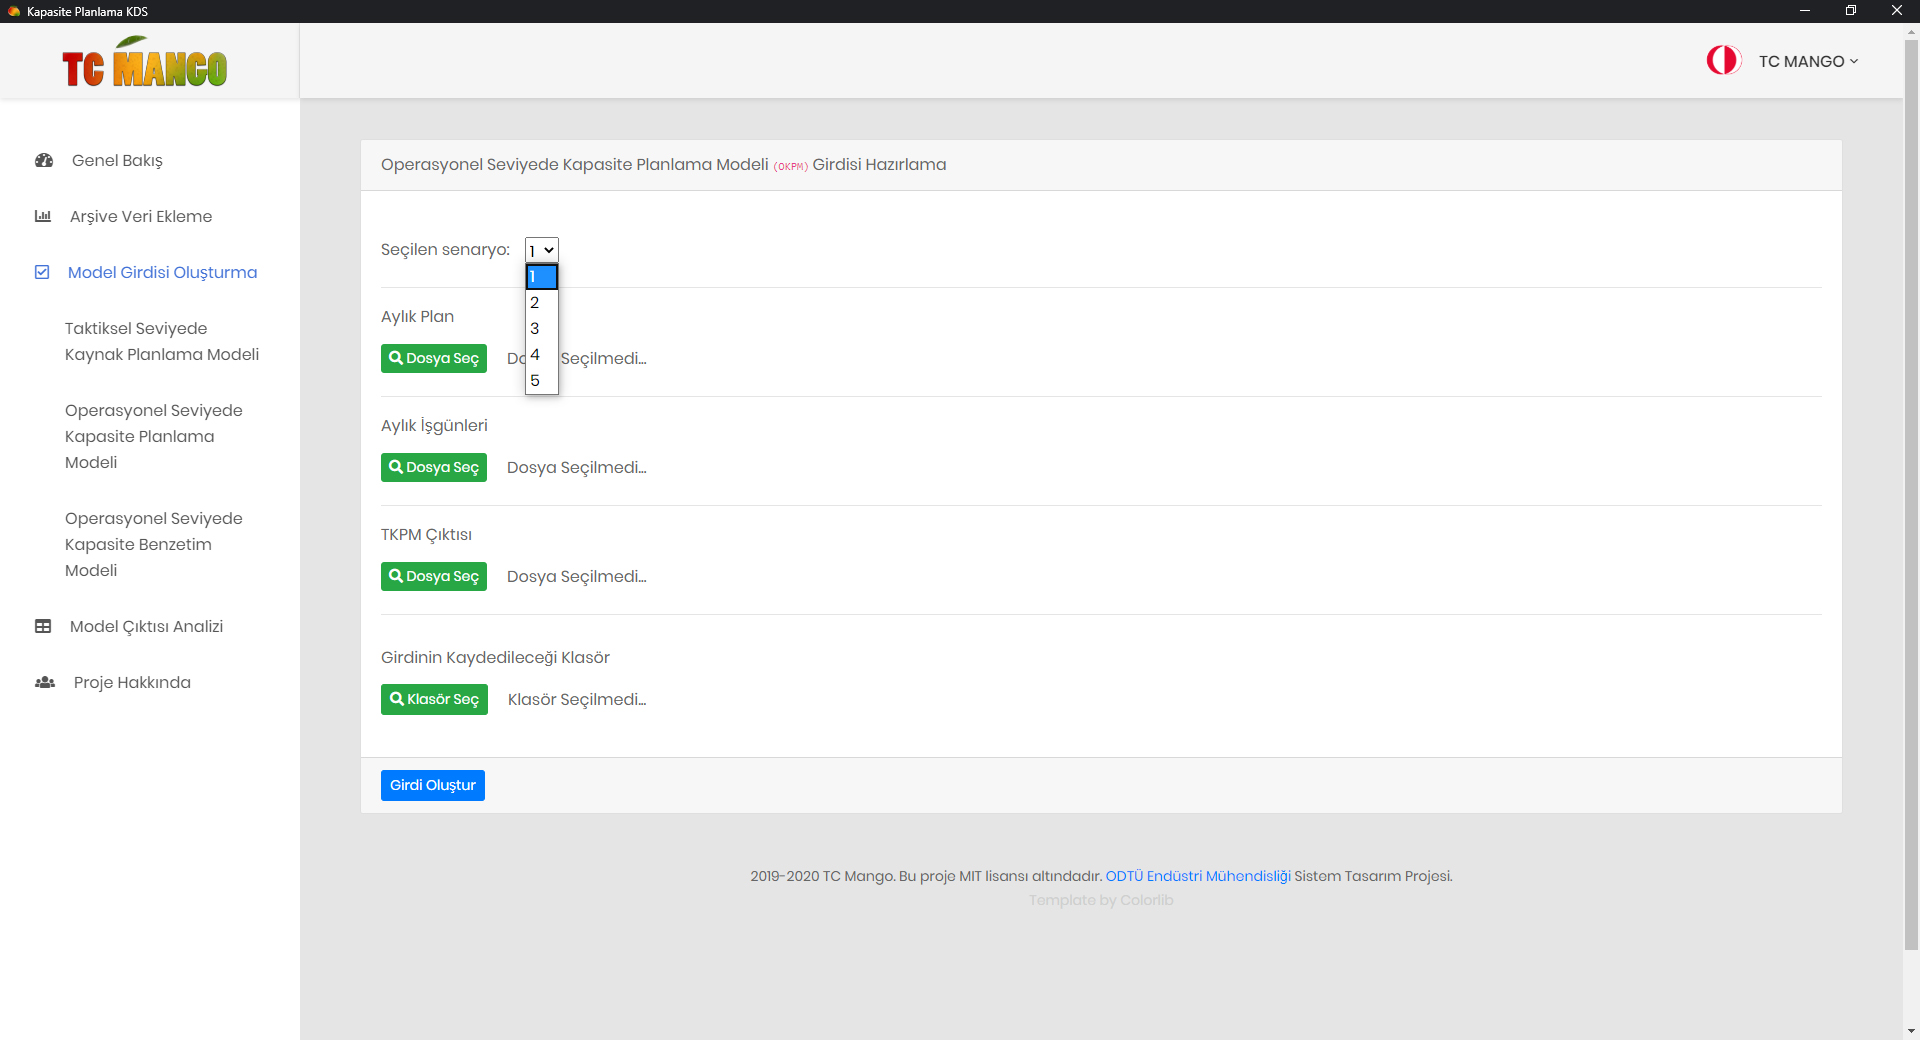 Kapasite Planlama KDS
TC MANGO
TC MANGO
Genel Bakış
Arşive Veri Ekleme
Model Girdisi Oluşturma
Taktiksel Seviyede
Kaynak Planlama Modeli
Operasyonel Seviyede
Kapasite Planlama
Modeli
Operasyonel Seviyede
Kapasite Benzetim
Modeli
Model Çıktısı Analizi
Proje Hakkında
Operasyonel Seviyede Kapasite Planlama Modeli (OKPM) Girdisi Hazırlama
Seçilen senaryo: 1
1
2
3
4
5
Aylık Plan
Dosya Seç Do Seçilmedi...
Aylık İşgünleri
Dosya Seç Dosya Seçilmedi...
TKPM Çıktısı
Dosya Seç Dosya Seçilmedi...
Girdinin Kaydedileceği Klasör
Klasör Seç Klasör Seçilmedi...
Girdi Oluştur
2019-2020 TC Mango. Bu proje MIT lisansı altındadır. ODTÜ Endüstri Mühendisliği Sistem Tasarım Projesi.
Template by Colorlib